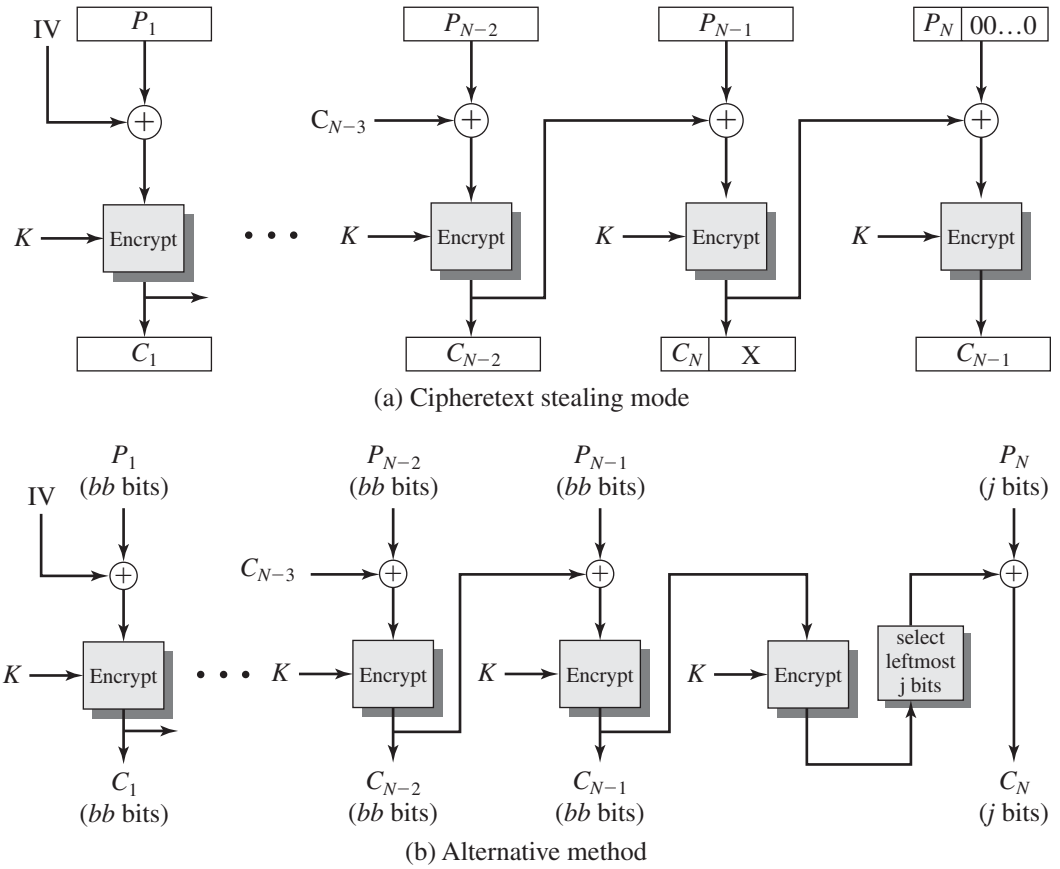 IV P₁ Pₙ₋₂ Pₙ₋₁ Pₙ 00…0
Cₙ₋₃
K Encrypt • • • K Encrypt K Encrypt K Encrypt
C₁ Cₙ₋₂ Cₙ X Cₙ₋₁
(a) Cipheretext stealing mode
P₁ Pₙ₋₂ Pₙ₋₁ Pₙ
IV (bb bits) (bb bits) (bb bits) (j bits)
Cₙ₋₃
K Encrypt • • • K Encrypt K Encrypt K Encrypt select leftmost j bits
C₁ Cₙ₋₂ Cₙ₋₁ Cₙ
(bb bits) (bb bits) (bb bits) (j bits)
(b) Alternative method